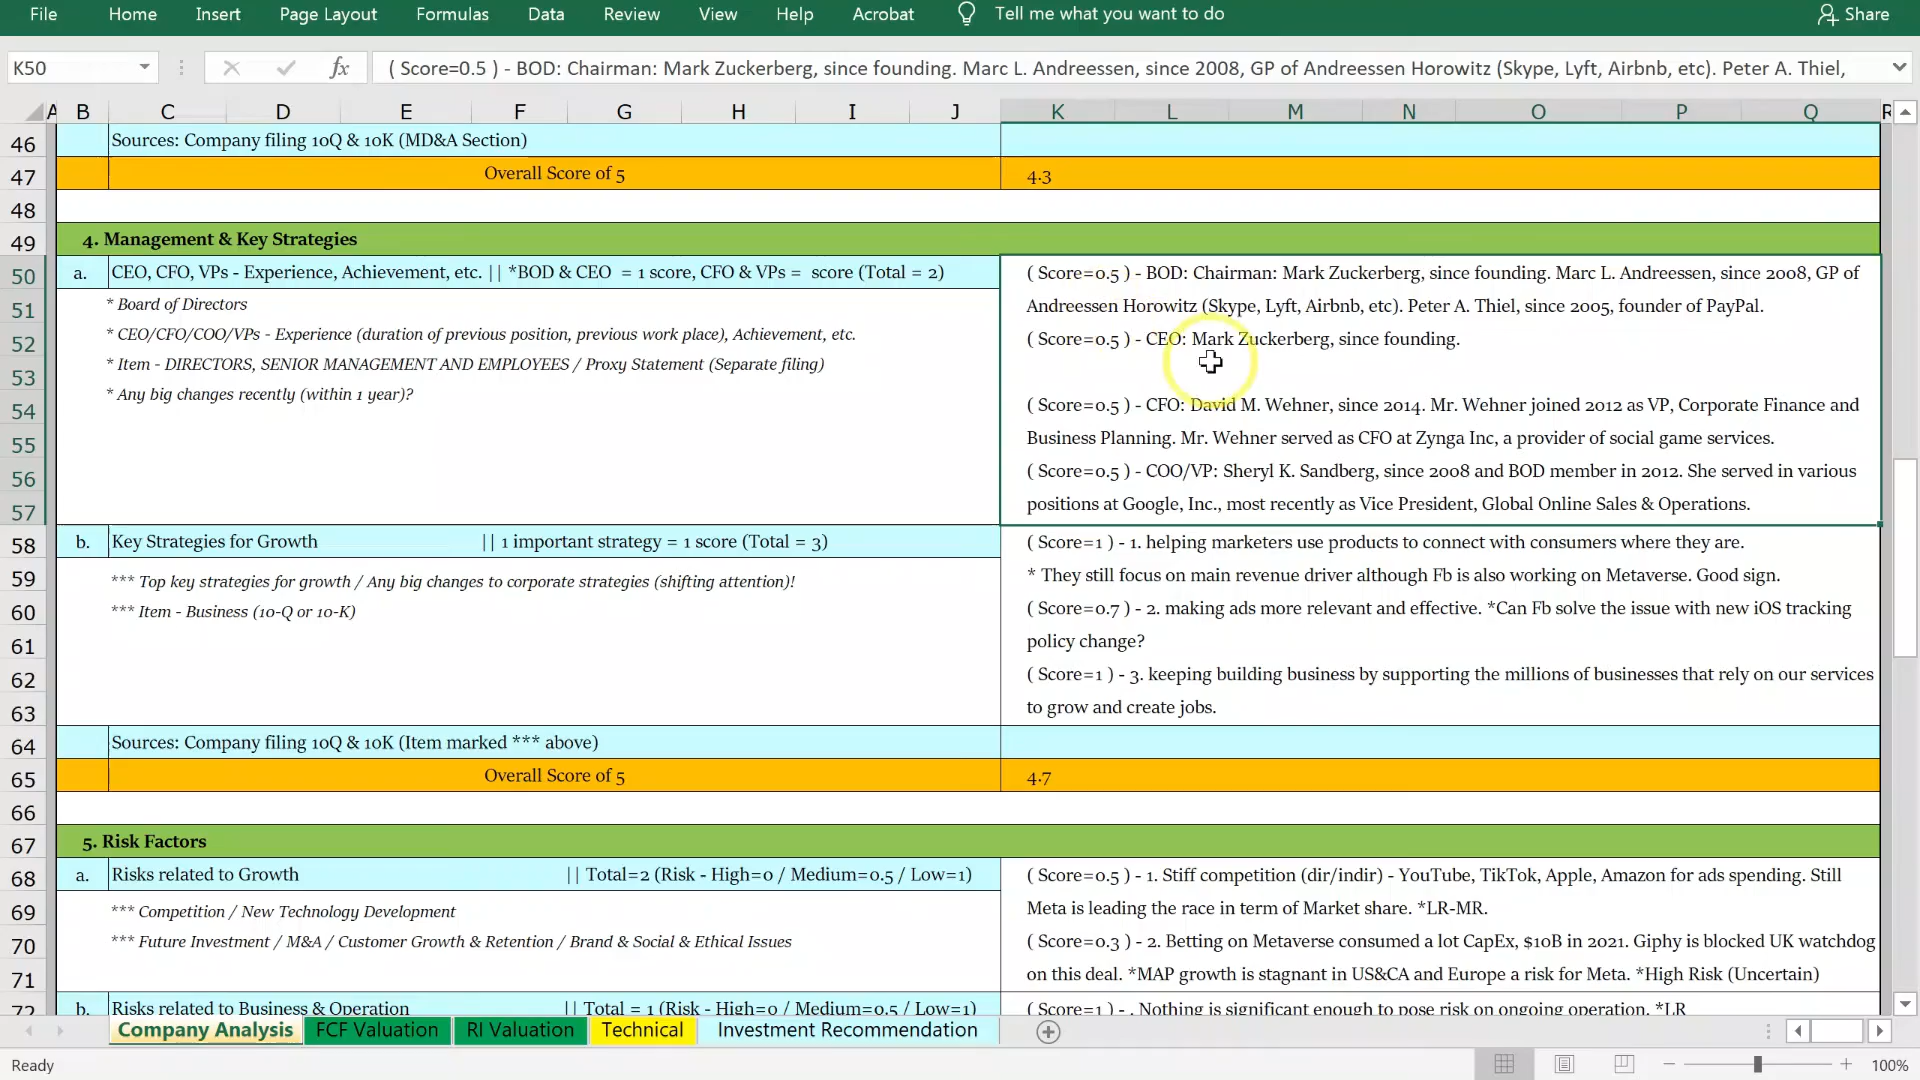 File Home Insert Page Layout Formulas Data Review View Help Acrobat Tell me what you want to do Share
K50 fx ( Score=0.5 ) - BOD: Chairman: Mark Zuckerberg, since founding. Marc L. Andreessen, since 2008, GP of Andreessen Horowitz (Skype, Lyft, Airbnb, etc). Peter A. Thiel,
A B C D E F G H I J K L M N O P Q R
46 Sources: Company filing 10Q & 10K (MD&A Section)
47 Overall Score of 5 4.3
48
49 4. Management & Key Strategies
50 a. CEO, CFO, VPs - Experience, Achievement, etc. || *BOD & CEO = 1 score, CFO & VPs = score (Total = 2) ( Score=0.5 ) - BOD: Chairman: Mark Zuckerberg, since founding. Marc L. Andreessen, since 2008, GP of
51 * Board of Directors Andreessen Horowitz (Skype, Lyft, Airbnb, etc). Peter A. Thiel, since 2005, founder of PayPal.
52 * CEO/CFO/COO/VPs - Experience (duration of previous position, previous work place), Achievement, etc. ( Score=0.5 ) - CEO: Mark Zuckerberg, since founding.
53 * Item - DIRECTORS, SENIOR MANAGEMENT AND EMPLOYEES / Proxy Statement (Separate filing)
54 * Any big changes recently (within 1 year)? ( Score=0.5 ) - CFO: David M. Wehner, since 2014. Mr. Wehner joined 2012 as VP, Corporate Finance and
55 Business Planning. Mr. Wehner served as CFO at Zynga Inc, a provider of social game services.
56 ( Score=0.5 ) - COO/VP: Sheryl K. Sandberg, since 2008 and BOD member in 2012. She served in various
57 positions at Google, Inc., most recently as Vice President, Global Online Sales & Operations.
58 b. Key Strategies for Growth || 1 important strategy = 1 score (Total = 3) ( Score=1 ) - 1. helping marketers use products to connect with consumers where they are.
59 *** Top key strategies for growth / Any big changes to corporate strategies (shifting attention)! * They still focus on main revenue driver although Fb is also working on Metaverse. Good sign.
60 *** Item - Business (10-Q or 10-K) ( Score=0.7 ) - 2. making ads more relevant and effective. *Can Fb solve the issue with new iOS tracking
61 policy change?
62 ( Score=1 ) - 3. keeping building business by supporting the millions of businesses that rely on our services
63 to grow and create jobs.
64 Sources: Company filing 10Q & 10K (Item marked *** above)
65 Overall Score of 5 4.7
66
67 5. Risk Factors
68 a. Risks related to Growth || Total=2 (Risk - High=0 / Medium=0.5 / Low=1) ( Score=0.5 ) - 1. Stiff competition (dir/indir) - YouTube, TikTok, Apple, Amazon for ads spending. Still
69 *** Competition / New Technology Development Meta is leading the race in term of Market share. *LR-MR.
70 *** Future Investment / M&A / Customer Growth & Retention / Brand & Social & Ethical Issues ( Score=0.3 ) - 2. Betting on Metaverse consumed a lot CapEx, $10B in 2021. Giphy is blocked UK watchdog
71 on this deal. *MAP growth is stagnant in US&CA and Europe a risk for Meta. *High Risk (Uncertain)
72 b. Risks related to Business & Operation || Total = 1 (Risk - High=0 / Medium=0.5 / Low=1) ( Score=1 ) - . Nothing is significant enough to pose risk on ongoing operation. *LR
Company Analysis FCF Valuation RI Valuation Technical Investment Recommendation
Ready 100%